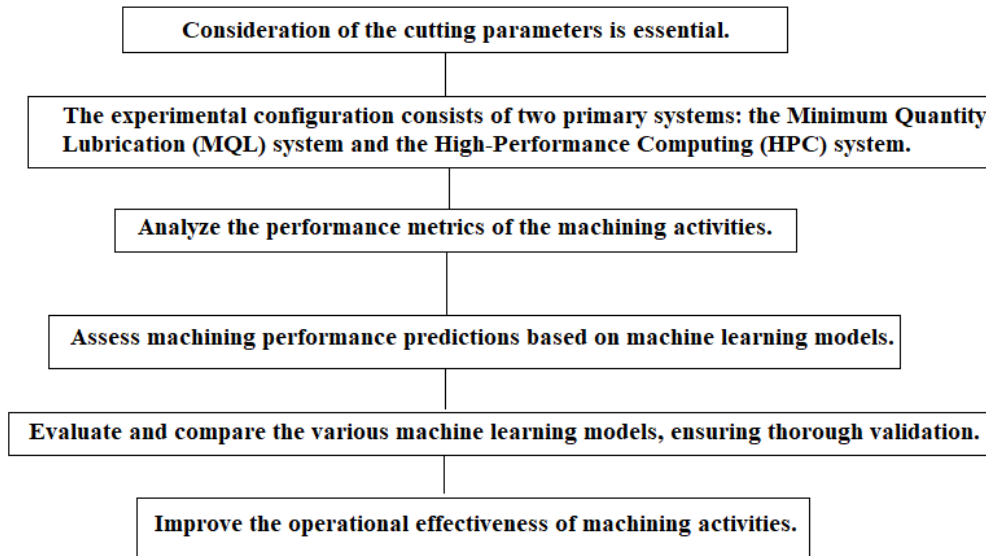 Consideration of the cutting parameters is essential.
The experimental configuration consists of two primary systems: the Minimum Quantity
Lubrication (MQL) system and the High-Performance Computing (HPC) system.
Analyze the performance metrics of the machining activities.
Assess machining performance predictions based on machine learning models.
Evaluate and compare the various machine learning models, ensuring thorough validation.
Improve the operational effectiveness of machining activities.